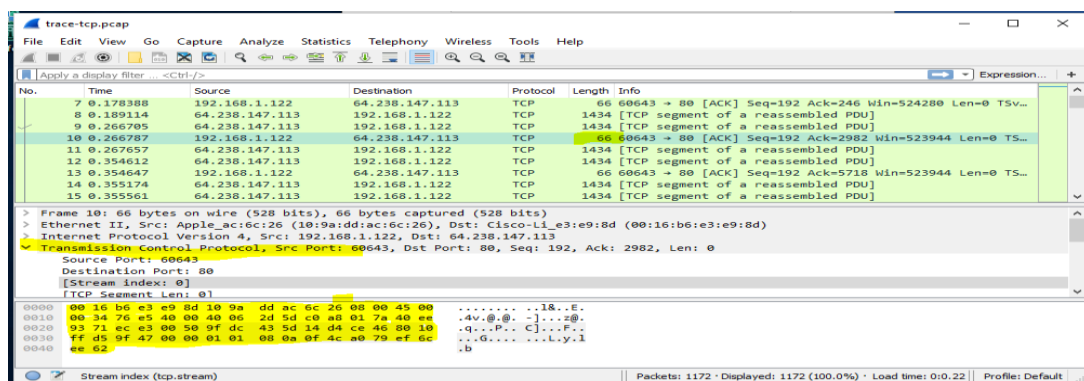 trace-tcp.pcap
File Edit View Go Capture Analyze Statistics Telephony Wireless Tools Help
Apply a display filter ... <Ctrl-/> Expression... +
No. Time Source Destination Protocol Length Info
7 0.178388 192.168.1.122 64.238.147.113 TCP 66 60643 → 80 [ACK] Seq=192 Ack=246 Win=524280 Len=0 TSv...
8 0.189114 64.238.147.113 192.168.1.122 TCP 1434 [TCP segment of a reassembled PDU]
9 0.266705 64.238.147.113 192.168.1.122 TCP 1434 [TCP segment of a reassembled PDU]
10 0.266787 192.168.1.122 64.238.147.113 TCP 66 60643 → 80 [ACK] Seq=192 Ack=2982 Win=523944 Len=0 TS...
11 0.267657 64.238.147.113 192.168.1.122 TCP 1434 [TCP segment of a reassembled PDU]
12 0.354612 64.238.147.113 192.168.1.122 TCP 1434 [TCP segment of a reassembled PDU]
13 0.354647 192.168.1.122 64.238.147.113 TCP 66 60643 → 80 [ACK] Seq=192 Ack=5718 Win=523944 Len=0 TS...
14 0.355174 64.238.147.113 192.168.1.122 TCP 1434 [TCP segment of a reassembled PDU]
15 0.355561 64.238.147.113 192.168.1.122 TCP 1434 [TCP segment of a reassembled PDU]
> Frame 10: 66 bytes on wire (528 bits), 66 bytes captured (528 bits)
> Ethernet II, Src: Apple_ac:6c:26 (10:9a:dd:ac:6c:26), Dst: Cisco-Li_e3:e9:8d (00:16:b6:e3:e9:8d)
> Internet Protocol Version 4, Src: 192.168.1.122, Dst: 64.238.147.113
Transmission Control Protocol, Src Port: 60643, Dst Port: 80, Seq: 192, Ack: 2982, Len: 0
Source Port: 60643
Destination Port: 80
[Stream index: 0]
[TCP Segment Len: 0]
0000 00 16 b6 e3 e9 8d 10 9a dd ac 6c 26 08 00 45 00 ........ ..l&..E.
0010 00 34 76 e5 40 00 40 06 2d 5d c0 a8 01 7a 40 ee .4v.@.@. -]...z@.
0020 93 71 ec e3 00 50 9f dc 43 5d 14 d4 ce 46 80 10 .q...P.. C]...F..
0030 ff d5 9f 47 00 00 01 01 08 0a 0f 4c a0 79 ef 6c ...G.... ...L.y.l
0040 ee 62 .b
Stream index (tcp.stream) Packets: 1172 · Displayed: 1172 (100.0%) · Load time: 0:0.22 Profile: Default